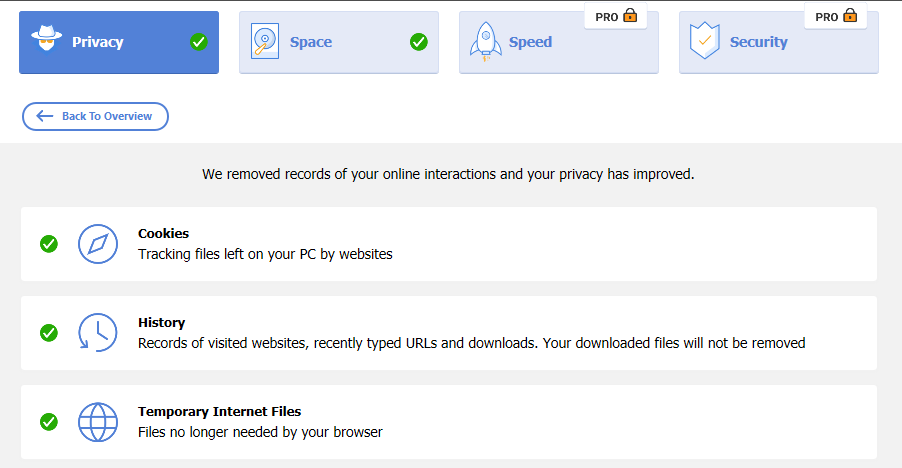 PRO
PRO
Privacy
Space
Speed
Security
Back To Overview
We removed records of your online interactions and your privacy has improved.
Cookies
Tracking files left on your PC by websites
History
Records of visited websites, recently typed URLs and downloads. Your downloaded files will not be removed
Temporary Internet Files
Files no longer needed by your browser